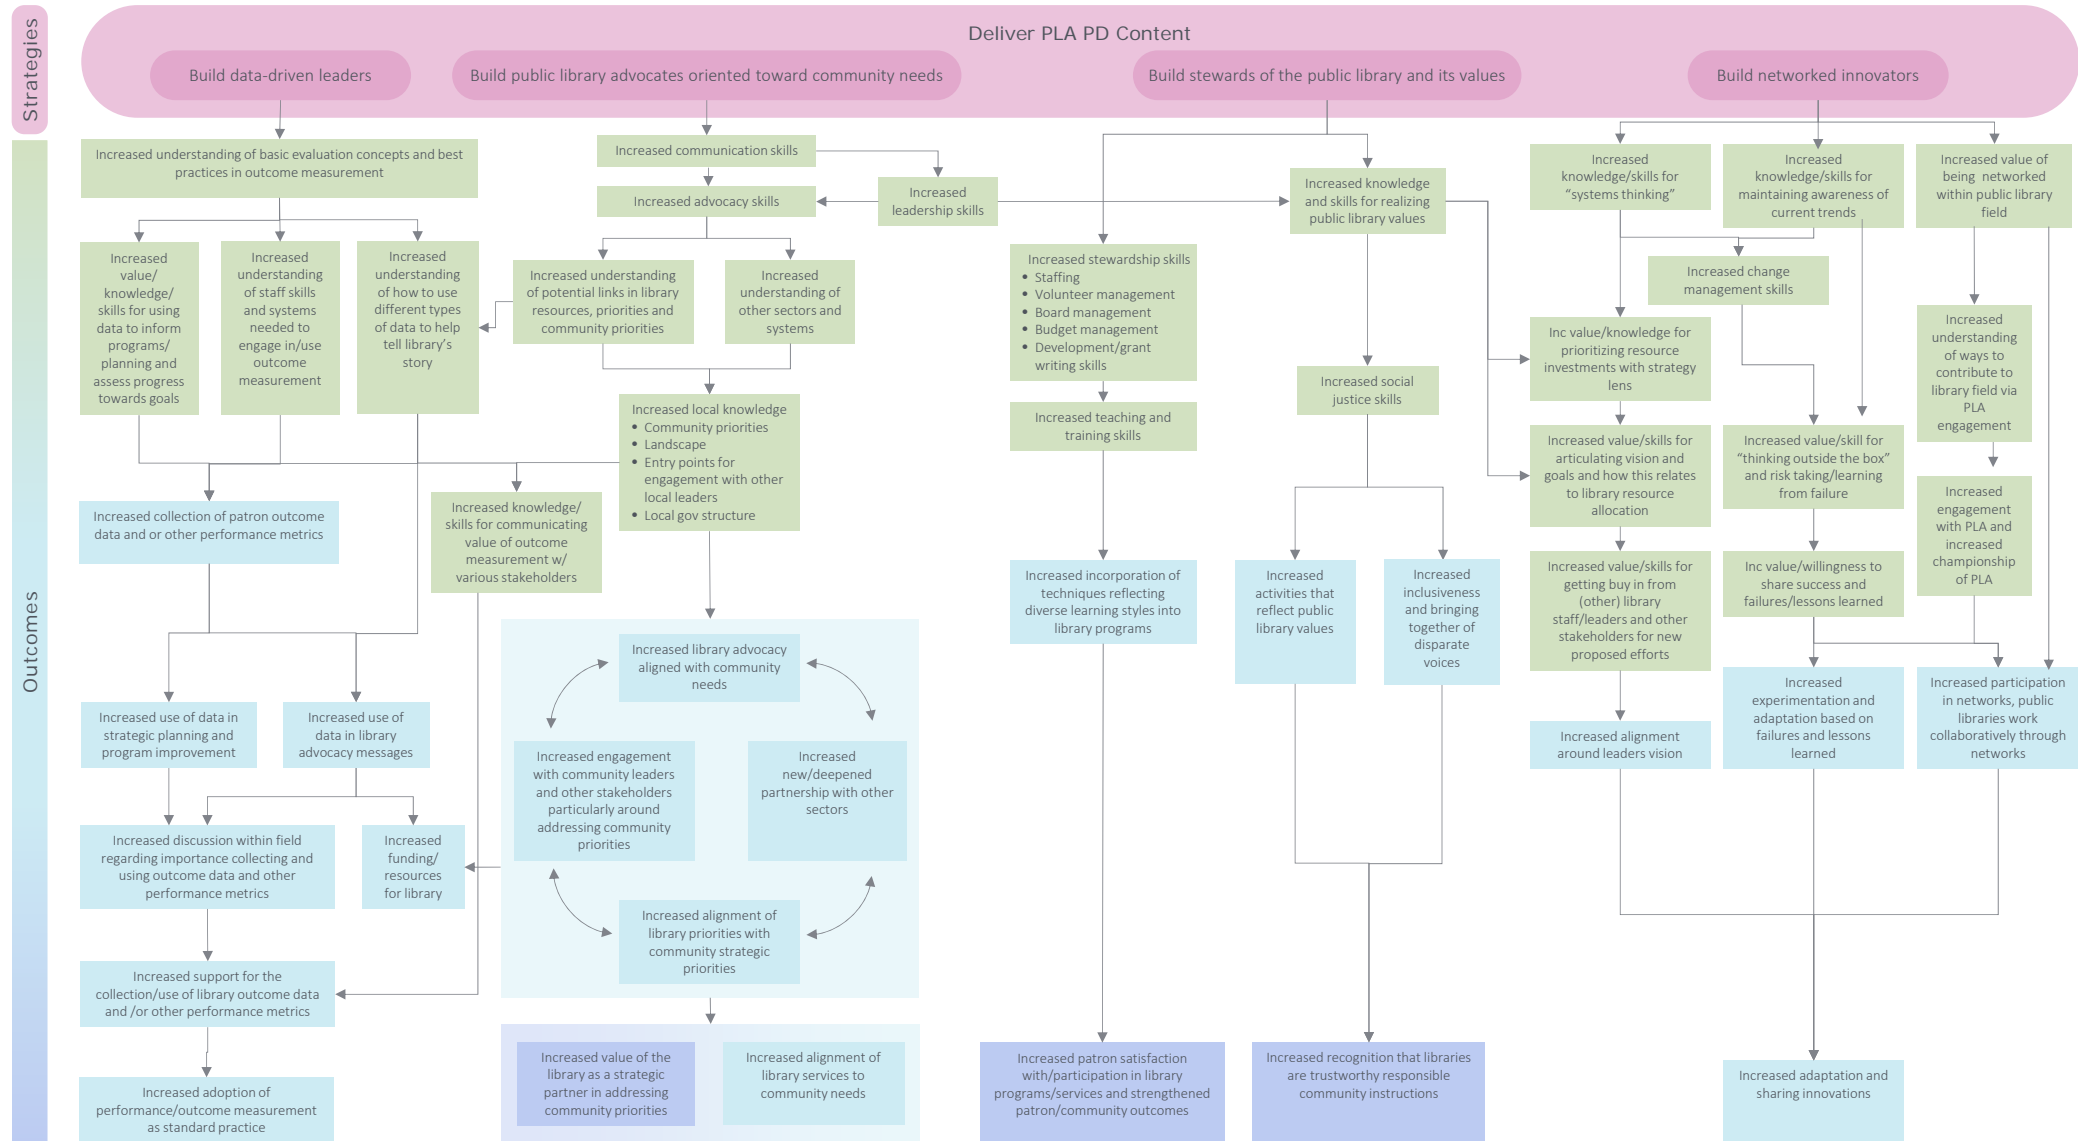 Strategies
Deliver PLA PD Content
Build data-driven leaders
Build public library advocates oriented toward community needs
Build stewards of the public library and its values
Build networked innovators
Outcomes
Increased understanding of basic evaluation concepts and best
practices in outcome measurement
Increased
value/
knowledge/
skills for using
data to inform
programs/
planning and
assess progress
towards goals
Increased
understanding
of staff skills
and systems
needed to
engage in/use
outcome
measurement
Increased
understanding
of how to use
different types
of data to help
tell library's
story
Increased collection of patron outcome
data and or other performance metrics
Increased use of data in
strategic planning and
program improvement
Increased use of
data in library
advocacy messages
Increased discussion within field
regarding importance collecting and
using outcome data and other
performance metrics
Increased
funding/
resources
for library
Increased support for the
collection/use of library outcome data
and /or other performance metrics
Increased adoption of
performance/outcome measurement
as standard practice
Increased communication skills
Increased advocacy skills
Increased
leadership skills
Increased understanding
of potential links in library
resources, priorities and
community priorities
Increased
understanding of
other sectors and
systems
Increased local knowledge
• Community priorities
• Landscape
• Entry points for
engagement with other
local leaders
• Local gov structure
Increased knowledge/
skills for communicating
value of outcome
measurement w/
various stakeholders
Increased library advocacy
aligned with community
needs
Increased engagement
with community leaders
and other stakeholders
particularly around
addressing community
priorities
Increased
new/deepened
partnership with other
sectors
Increased alignment of
library priorities with
community strategic
priorities
Increased value of the
library as a strategic
partner in addressing
community priorities
Increased alignment of
library services to
community needs
Increased knowledge
and skills for realizing
public library values
Increased stewardship skills
• Staffing
• Volunteer management
• Board management
• Budget management
• Development/grant
writing skills
Increased teaching and
training skills
Increased social
justice skills
Increased incorporation of
techniques reflecting
diverse learning styles into
library programs
Increased
activities that
reflect public
library values
Increased
inclusiveness
and bringing
together of
disparate
voices
Increased patron satisfaction
with/participation in library
programs/services and strengthened
patron/community outcomes
Increased recognition that libraries
are trustworthy responsible
community instructions
Increased
knowledge/skills for
“systems thinking”
Increased
knowledge/skills for
maintaining awareness of
current trends
Increased value of
being networked
within public library
field
Increased change
management skills
Inc value/knowledge for
prioritizing resource
investments with strategy
lens
Increased
understanding
of ways to
contribute to
library field via
PLA
engagement
Increased value/skills for
articulating vision and
goals and how this relates
to library resource
allocation
Increased value/skill for
“thinking outside the box”
and risk taking/learning
from failure
Increased
engagement
with PLA and
increased
championship
of PLA
Increased value/skills for
getting buy in from
(other) library
staff/leaders and other
stakeholders for new
proposed efforts
Inc value/willingness to
share success and
failures/lessons learned
Increased alignment
around leaders vision
Increased
experimentation and
adaptation based on
failures and lessons
learned
Increased participation
in networks, public
libraries work
collaboratively through
networks
Increased adaptation and
sharing innovations